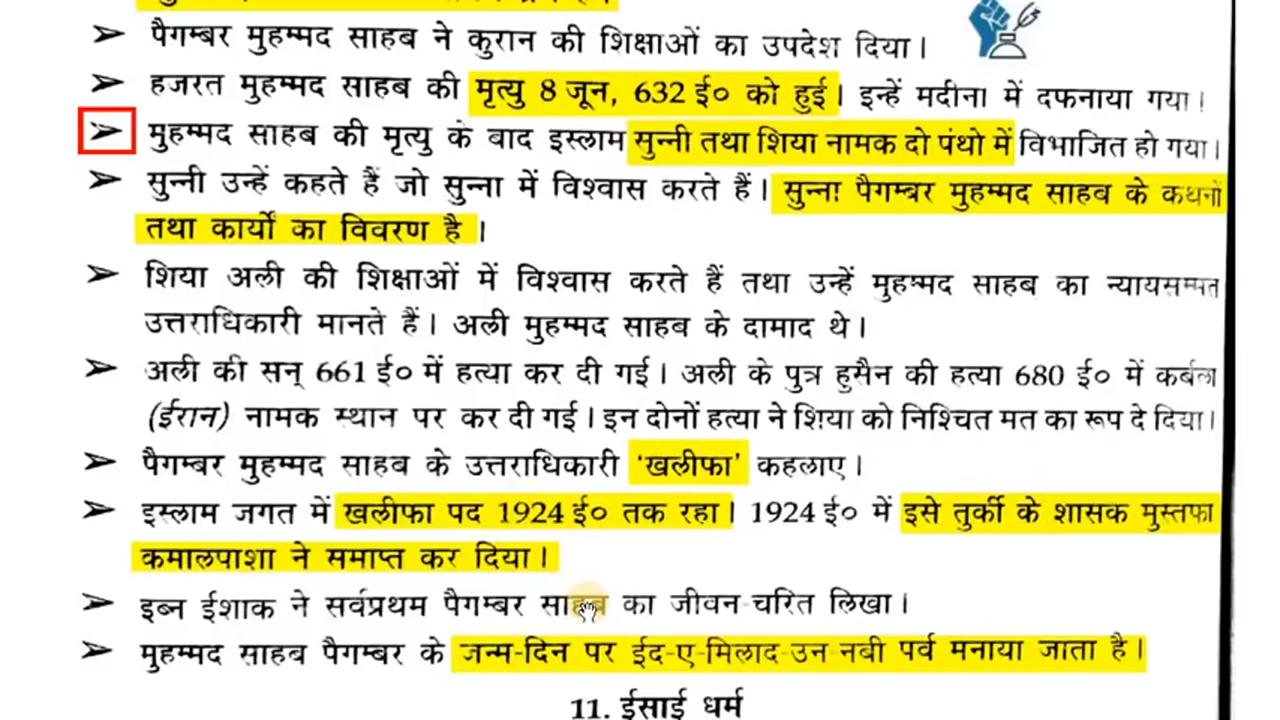 ➢ पैगम्बर मुहम्मद साहब ने कुरान की शिक्षाओं का उपदेश दिया।
➢ हजरत मुहम्मद साहब की मृत्यु 8 जून, 632 ई० को हुई। इन्हें मदीना में दफनाया गया।
➢ मुहम्मद साहब की मृत्यु के बाद इस्लाम सुन्नी तथा शिया नामक दो पंथो में विभाजित हो गया।
➢ सुन्नी उन्हें कहते हैं जो सुन्ना में विश्वास करते हैं। सुन्ना पैगम्बर मुहम्मद साहब के कथनों
तथा कार्यों का विवरण है।
➢ शिया अली की शिक्षाओं में विश्वास करते हैं तथा उन्हें मुहम्मद साहब का न्यायसम्मत
उत्तराधिकारी मानते हैं। अली मुहम्मद साहब के दामाद थे।
➢ अली की सन् 661 ई० में हत्या कर दी गई। अली के पुत्र हुसैन की हत्या 680 ई० में कर्बला
(ईरान) नामक स्थान पर कर दी गई। इन दोनों हत्या ने शिया को निश्चित मत का रूप दे दिया।
➢ पैगम्बर मुहम्मद साहब के उत्तराधिकारी ‘खलीफा’ कहलाए।
➢ इस्लाम जगत में खलीफा पद 1924 ई० तक रहा। 1924 ई० में इसे तुर्की के शासक मुस्तफा
कमालपाशा ने समाप्त कर दिया।
➢ इब्न ईशाक ने सर्वप्रथम पैगम्बर साहब का जीवन-चरित लिखा।
➢ मुहम्मद साहब पैगम्बर के जन्म-दिन पर ईद-ए-मिलाद-उन-नबी पर्व मनाया जाता है।
11. ईसाई धर्म